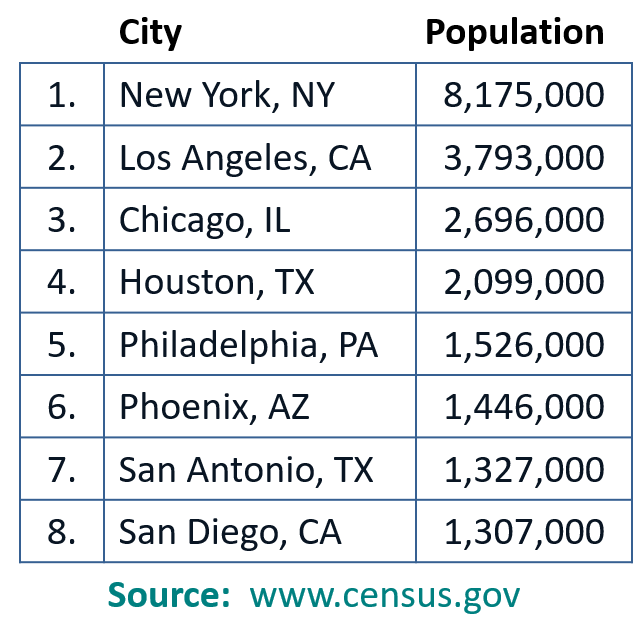 City Population
1. New York, NY 8,175,000
2. Los Angeles, CA 3,793,000
3. Chicago, IL 2,696,000
4. Houston, TX 2,099,000
5. Philadelphia, PA 1,526,000
6. Phoenix, AZ 1,446,000
7. San Antonio, TX 1,327,000
8. San Diego, CA 1,307,000
Source: www.census.gov